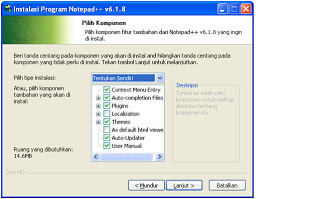 Instalasi Program Notepad++ v6.1.8
Pilih Komponen
Pilih komponen fitur tambahan dari Notepad++ v6.1.8 yang ingin
di instal.
Beri tanda centang pada komponen yang akan di instal and hilangkan tanda centang pada
komponen yang tidak perlu di instal. Tekan Tombol Lanjut untuk melanjutkan.
Pilih tipe instalasi:
Tentukan Sendiri
Atau, pilih komponen
tambahan yang akan di
instal:
Context Menu Entry
Auto-completion Files
Plugins
Localization
Themes
As default html viewe
Auto-Updater
User Manual
Deskripsi
Tunjuk ke salah satu
komponen untuk melihat
deskripsi tentang
komponen itu.
Ruang yang dibutuhkan:
14.6MB
Don HO
< Mundur
Lanjut >
Batalkan